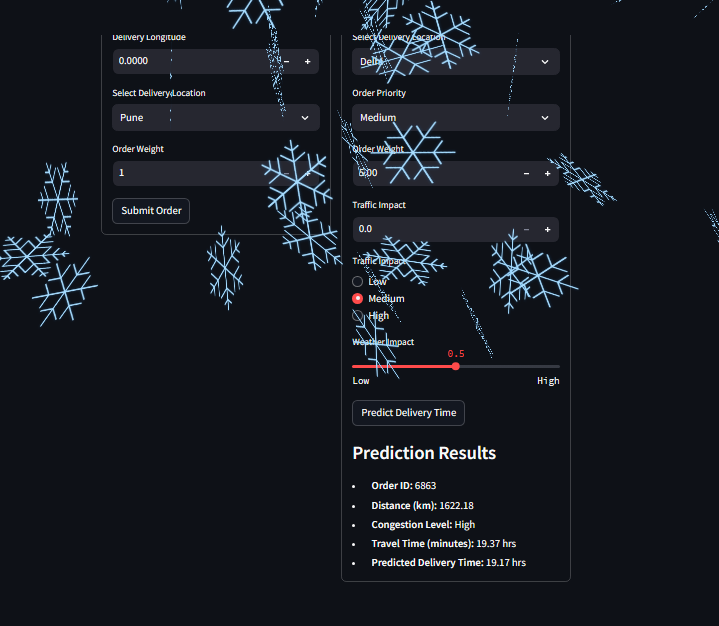 Delivery Longitude
0.0000
Select Delivery Location
Pune
Order Weight
1
Submit Order
Select Delivery Location
Delhi
Order Priority
Medium
Order Weight
5.00
Traffic Impact
0.0
Traffic Impact
Low
Medium
High
Weather Impact
0.5
Low High
Predict Delivery Time
Prediction Results
• Order ID: 6863
• Distance (km): 1622.18
• Congestion Level: High
• Travel Time (minutes): 19.37 hrs
• Predicted Delivery Time: 19.17 hrs